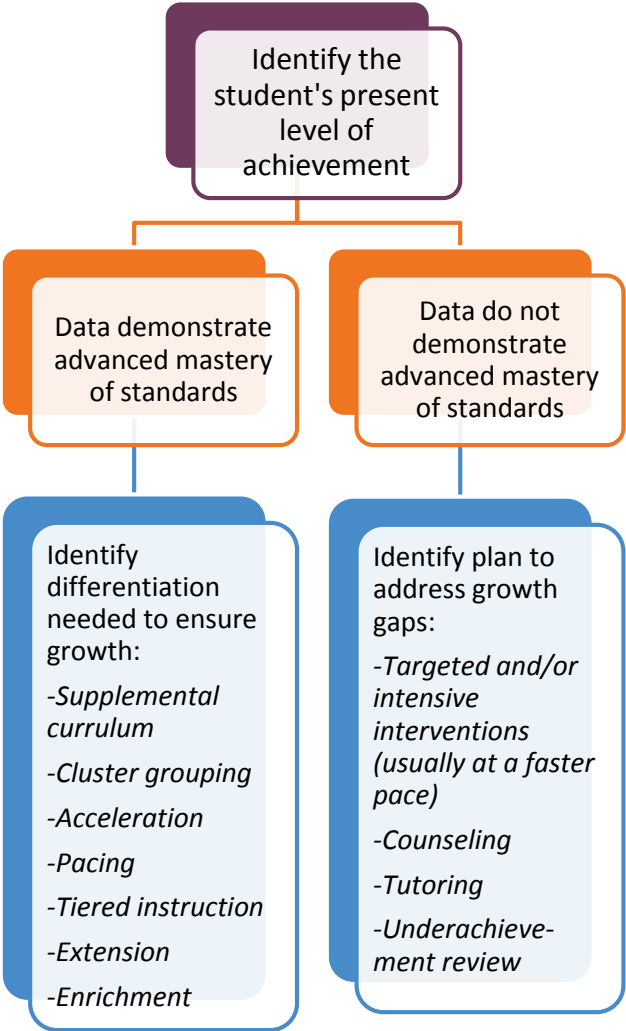 Identify the
student's present
level of
achievement
Data demonstrate
advanced mastery
of standards
Data do not
demonstrate
advanced mastery
of standards
Identify
differentiation
needed to ensure
growth:
-Supplemental
currulum
-Cluster grouping
-Acceleration
-Pacing
-Tiered instruction
-Extension
-Enrichment
Identify plan to
address growth
gaps:
-Targeted and/or
intensive
interventions
(usually at a faster
pace)
-Counseling
-Tutoring
-Underachieve-
ment review